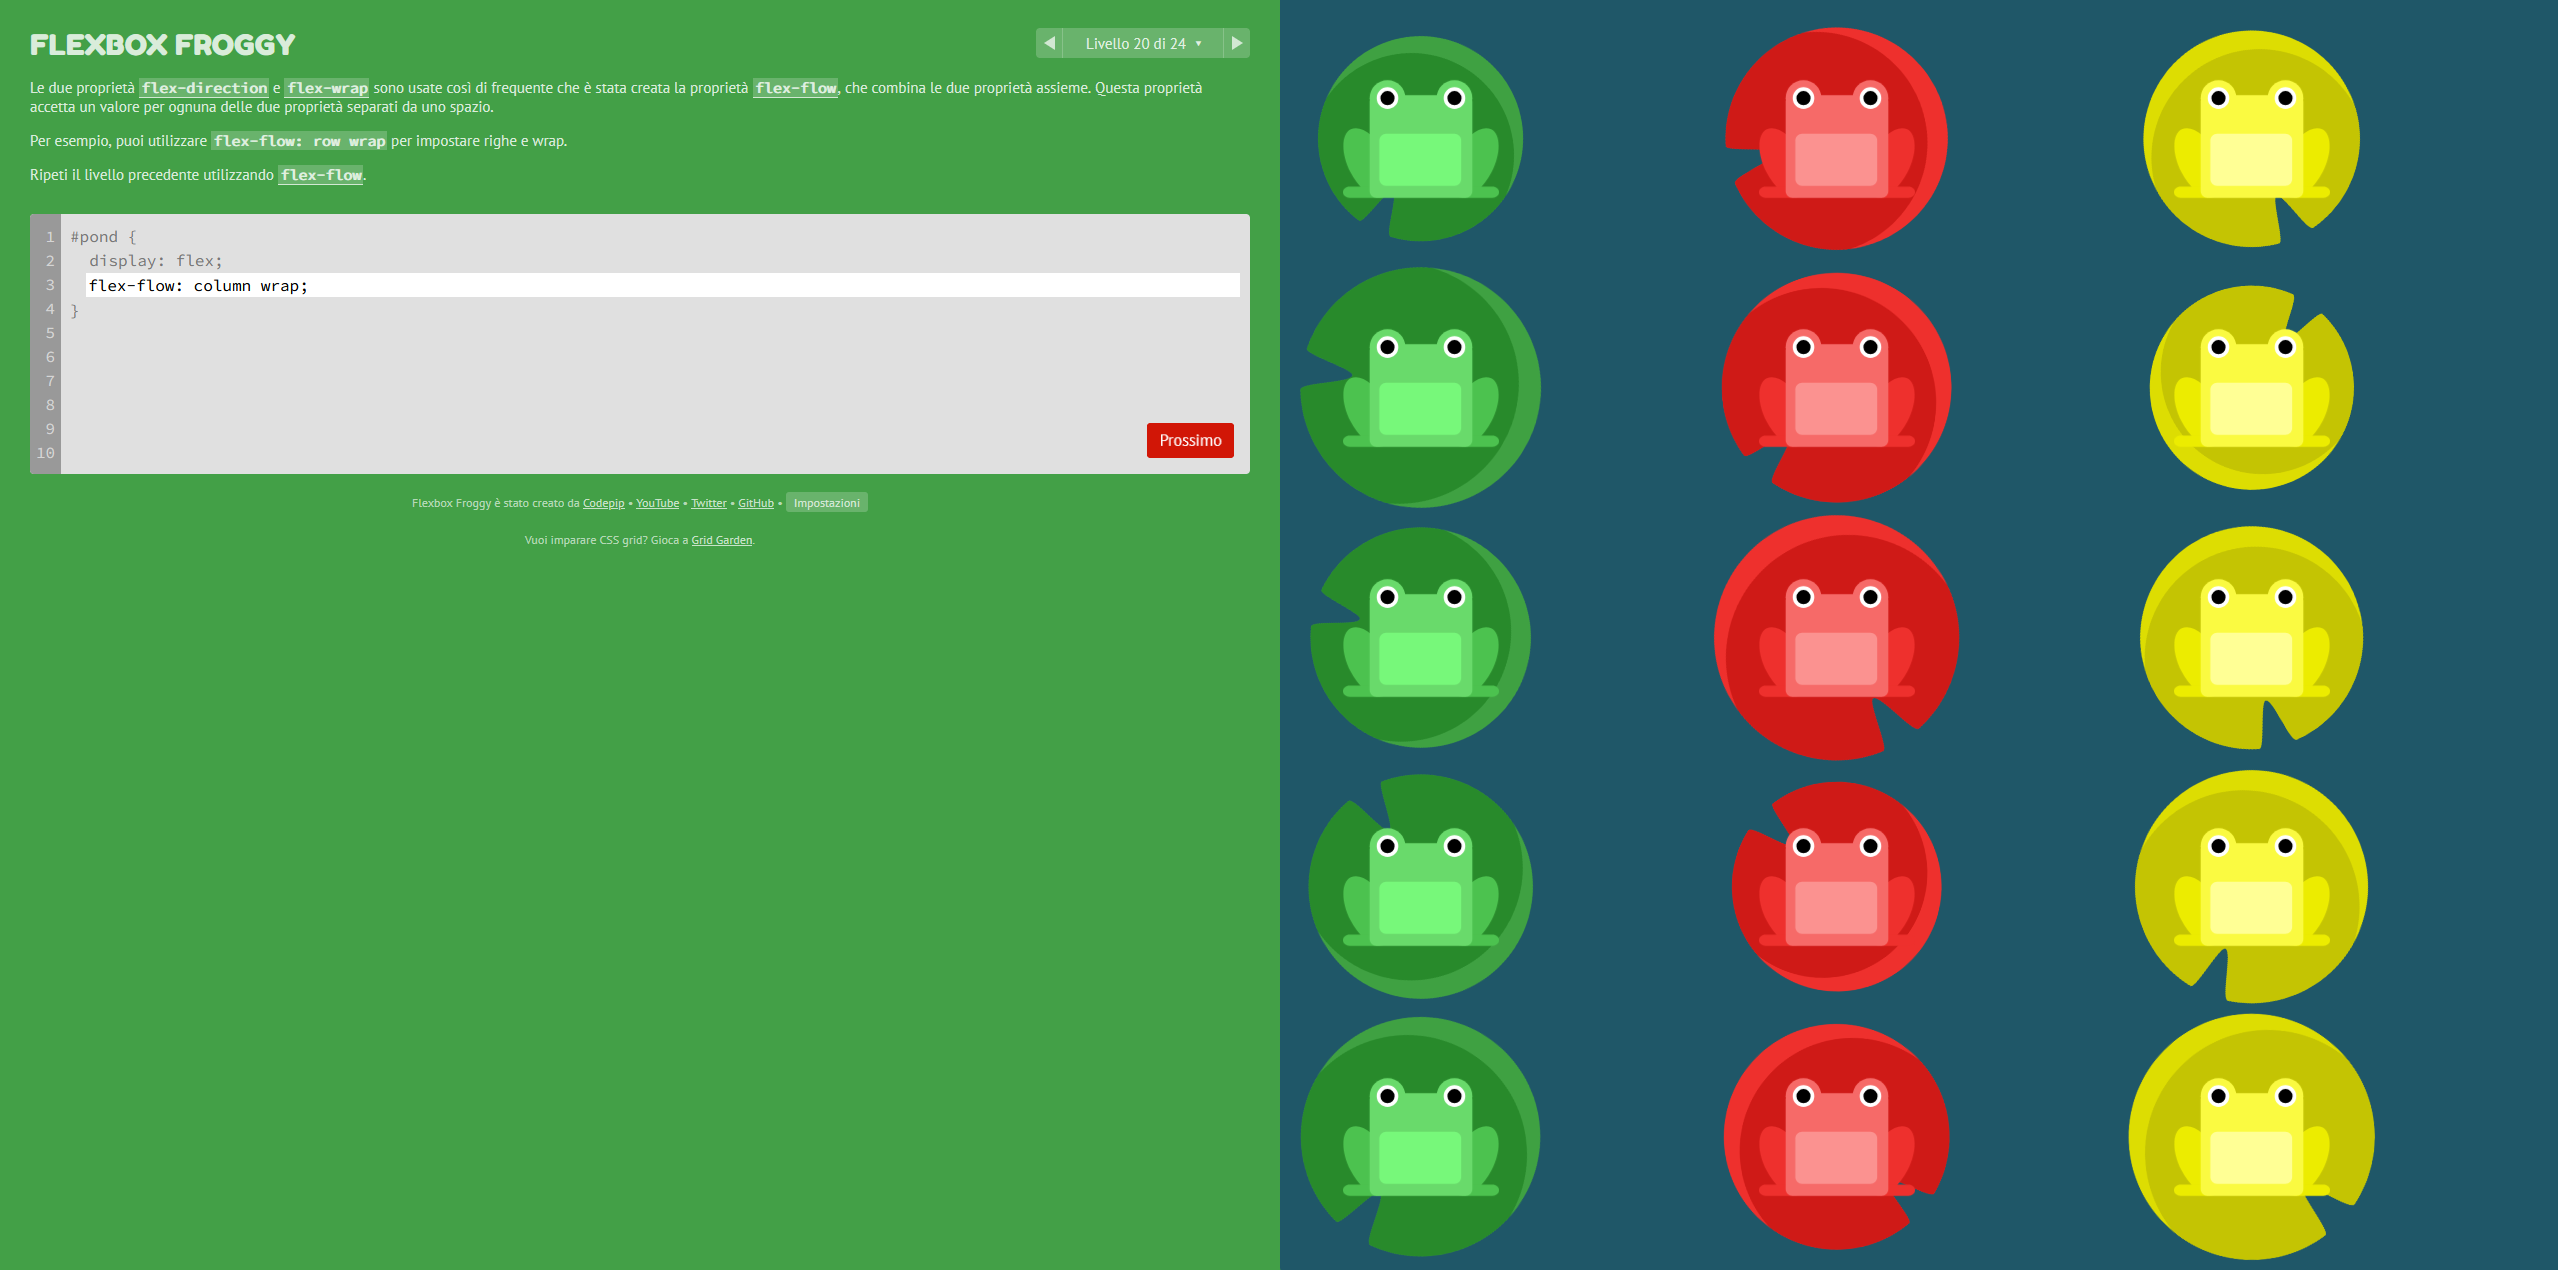 FLEXBOX FROGGY
Livello 20 di 24 ▾
Le due proprietà flex-direction e flex-wrap sono usate così di frequente che è stata creata la proprietà flex-flow, che combina le due proprietà assieme. Questa proprietà
accetta un valore per ognuna delle due proprietà separati da uno spazio.
Per esempio, puoi utilizzare flex-flow: row wrap per impostare righe e wrap.
Ripeti il livello precedente utilizzando flex-flow.
1 #pond {
2 display: flex;
3 flex-flow: column wrap;
4 }
5
6
7
8
9
10
Prossimo
Flexbox Froggy è stato creato da Codepip • YouTube • Twitter • GitHub • Impostazioni
Vuoi imparare CSS grid? Gioca a Grid Garden.